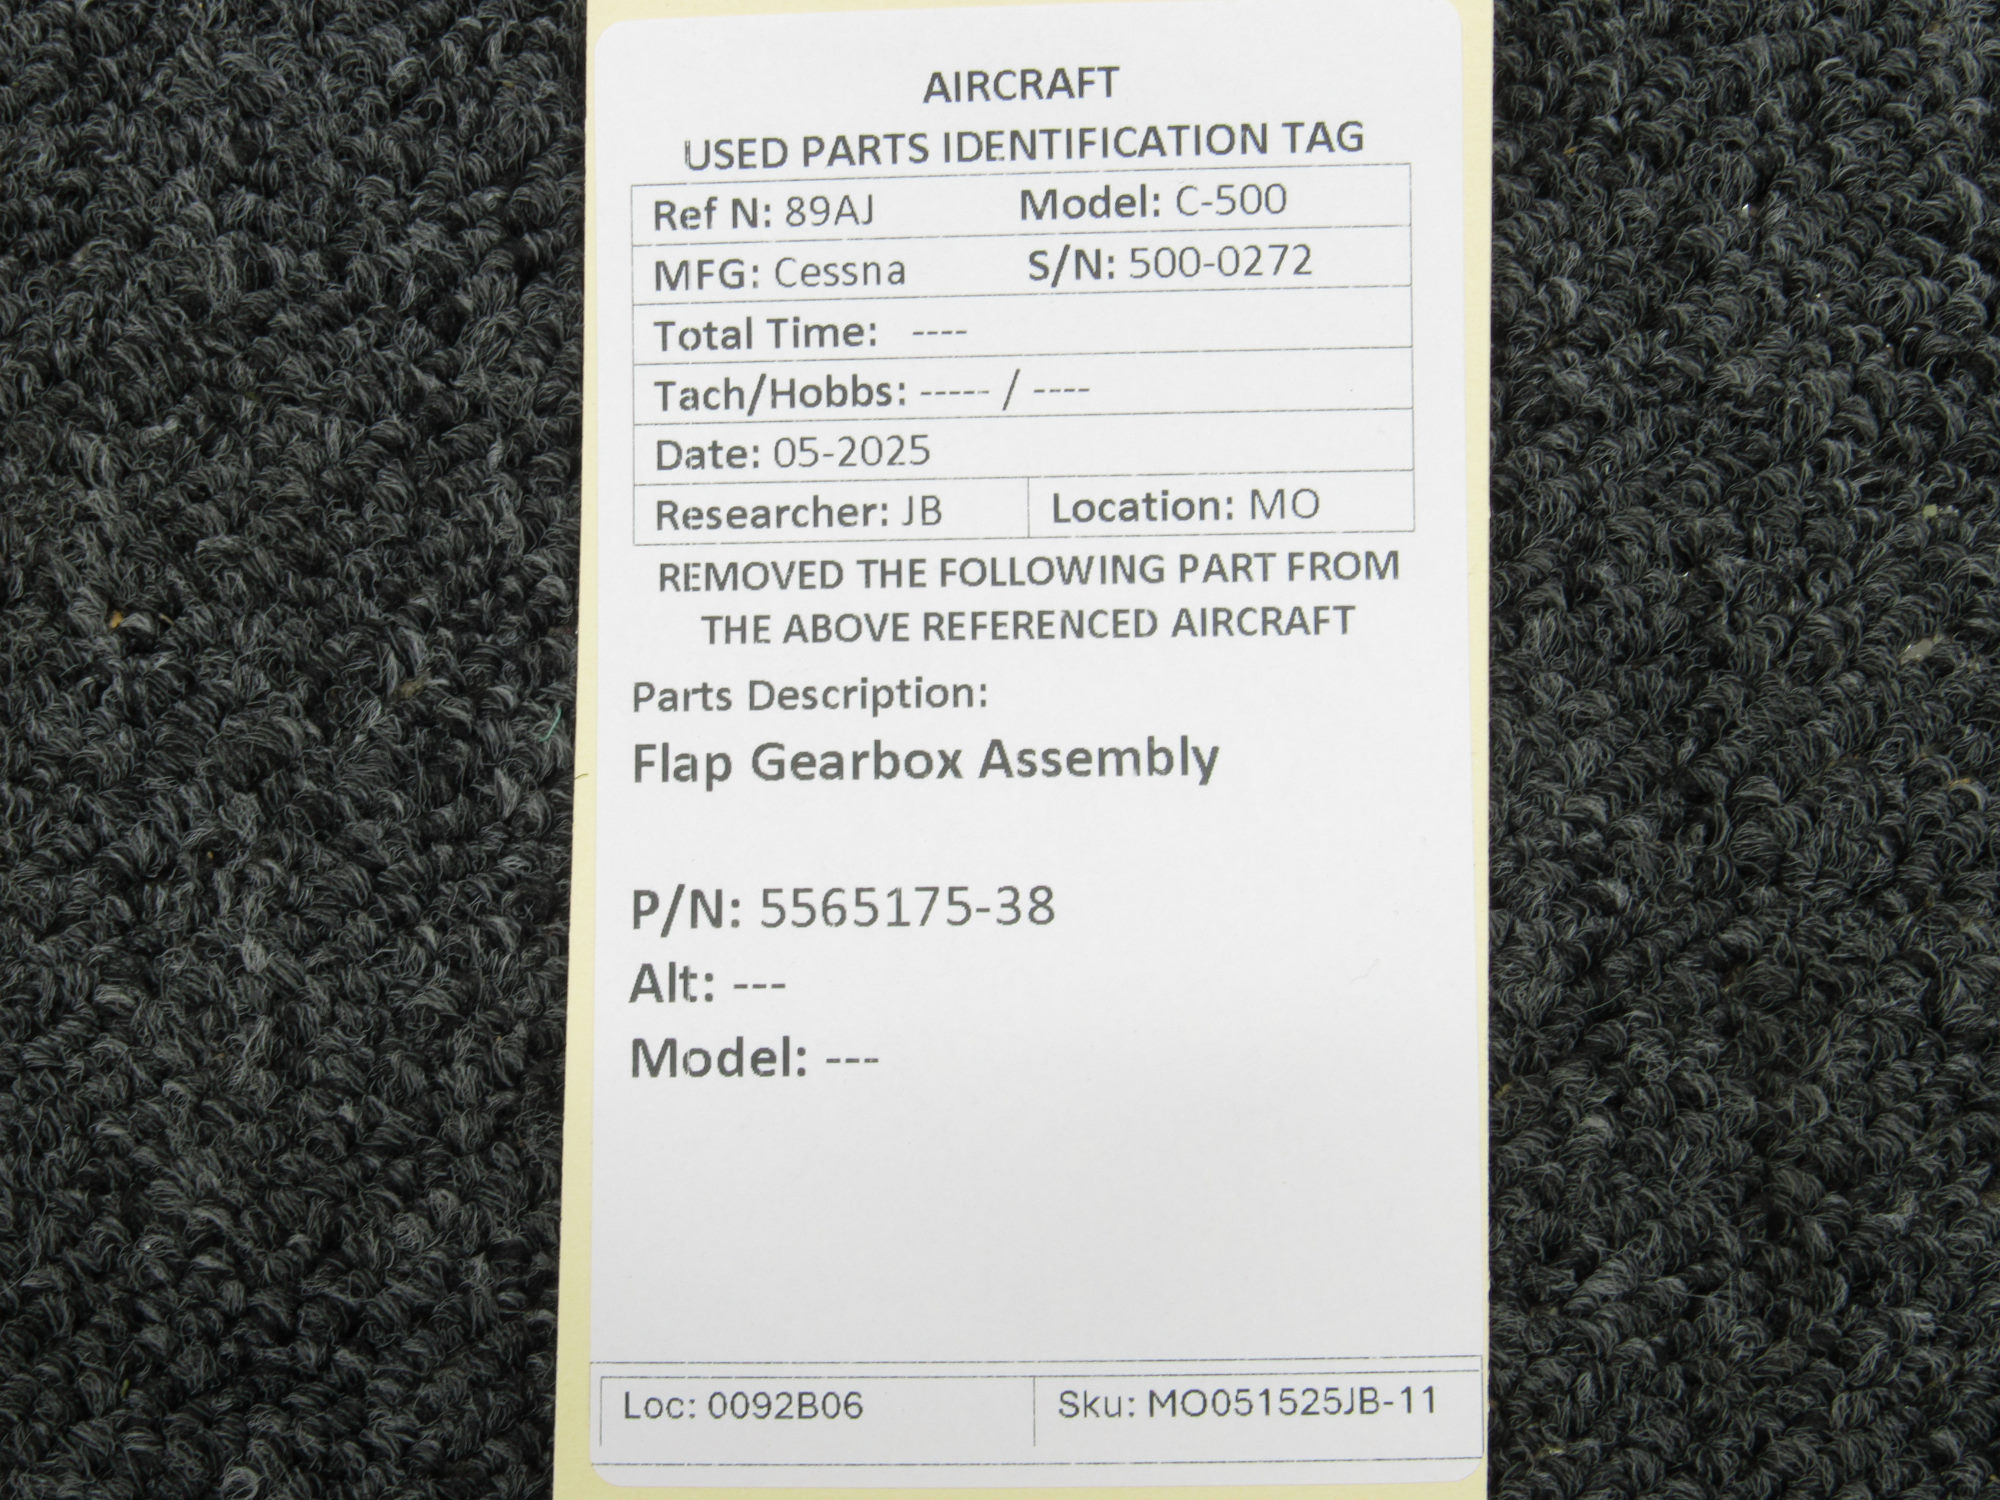 AIRCRAFT
USED PARTS IDENTIFICATION TAG
Ref N: 89AJ Model: C-500
MFG: Cessna S/N: 500-0272
Total Time: ----
Tach/Hobbs: ----- / ----
Date: 05-2025
Researcher: JB Location: MO
REMOVED THE FOLLOWING PART FROM
THE ABOVE REFERENCED AIRCRAFT
Parts Description:
Flap Gearbox Assembly
P/N: 5565175-38
Alt: ---
Model: ---
Loc: 0092B06 Sku: MO051525JB-11